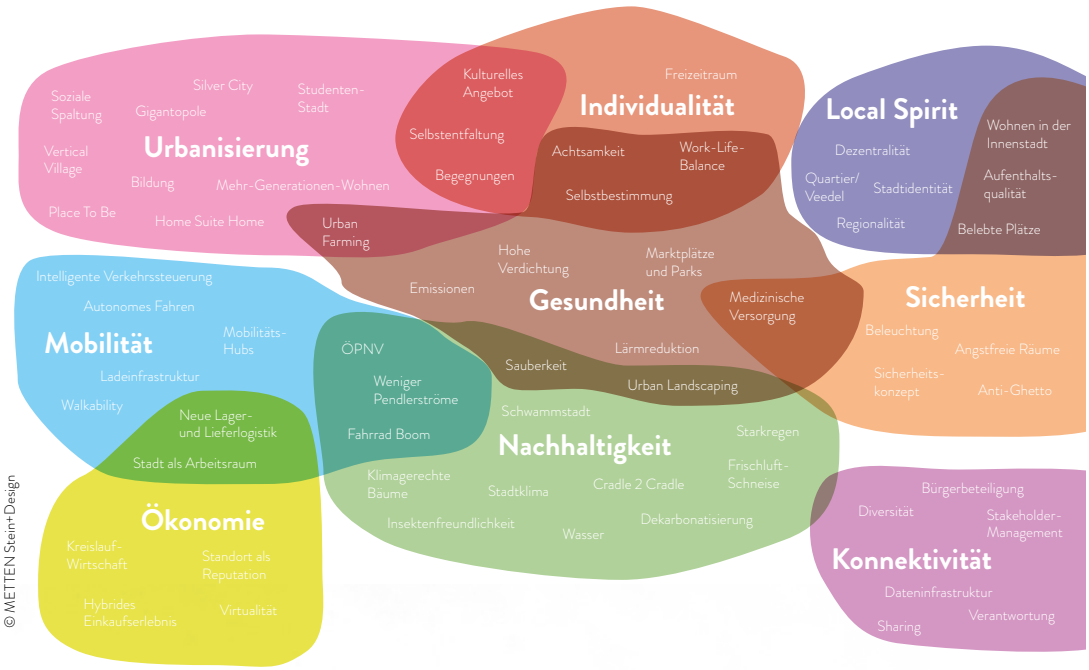 Soziale
Spaltung
Silver City
Gigantopole
Studenten-
Stadt
Urbanisierung
Vertical
Village
Bildung
Mehr-Generationen-Wohnen
Place To Be
Home Suite Home
Urban
Farming
Kulturelles
Angebot
Selbstentfaltung
Begegnungen
Freizeitraum
Individualität
Achtsamkeit
Work-Life-
Balance
Selbstbestimmung
Local Spirit
Dezentralität
Quartier/
Veedel
Stadtidentität
Regionalität
Wohnen in der
Innenstadt
Aufenthalts-
qualität
Belebte Plätze
Hohe
Verdichtung
Marktplätze
und Parks
Emissionen
Gesundheit
Medizinische
Versorgung
Lärmreduktion
Sauberkeit
Urban Landscaping
Sicherheit
Beleuchtung
Angstfreie Räume
Sicherheits-
konzept
Anti-Ghetto
Intelligente Verkehrssteuerung
Autonomes Fahren
Mobilität
Mobilitäts-
Hubs
Ladeinfrastruktur
Walkability
ÖPNV
Weniger
Pendlerströme
Fahrrad Boom
Neue Lager-
und Lieferlogistik
Stadt als Arbeitsraum
Schwammstadt
Nachhaltigkeit
Starkregen
Klimagerechte
Bäume
Stadtklima
Cradle 2 Cradle
Frischluft-
Schneise
Insektenfreundlichkeit
Wasser
Dekarbonatisierung
Ökonomie
Kreislauf-
Wirtschaft
Standort als
Reputation
Hybrides
Einkaufserlebnis
Virtualität
Bürgerbeteiligung
Diversität
Stakeholder-
Management
Konnektivität
Dateninfrastruktur
Verantwortung
Sharing
© METTEN Stein+Design